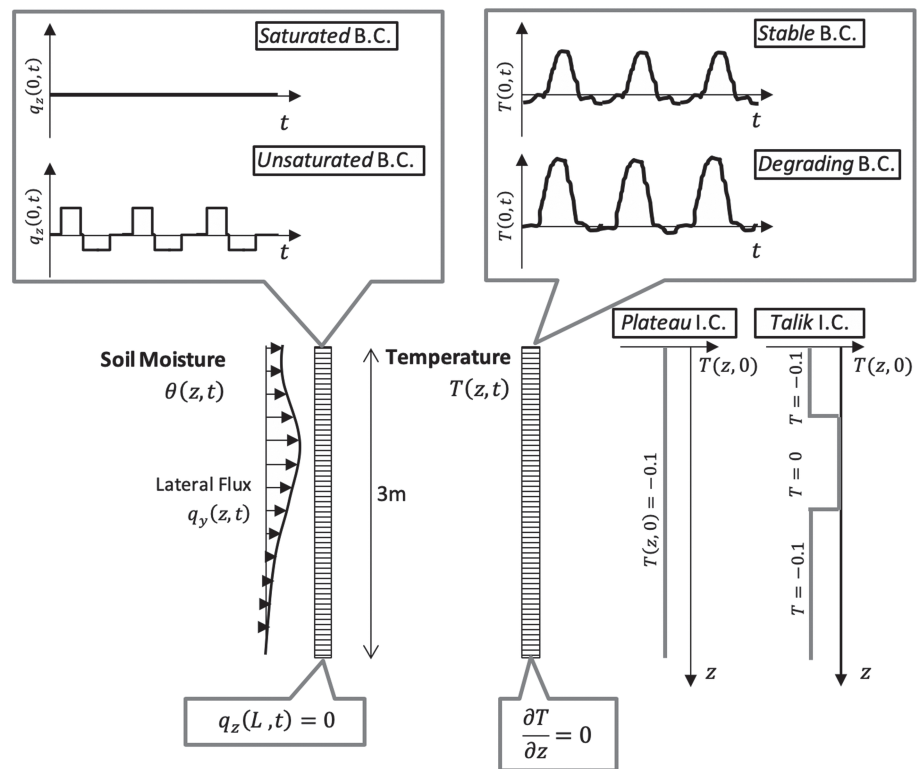 Saturated B.C.
q_z(0,t)
t
Unsaturated B.C.
q_z(0,t)
t
Stable B.C.
T(0,t)
t
Degrading B.C.
T(0,t)
t
Soil Moisture
θ(z,t)
Lateral Flux
q_y(z,t)
3m
q_z(L,t) = 0
Temperature
T(z,t)
∂T/∂z = 0
Plateau I.C.
T(z,0)
T(z,0) = −0.1
z
Talik I.C.
T(z,0)
T = −0.1
T = 0
T = −0.1
z